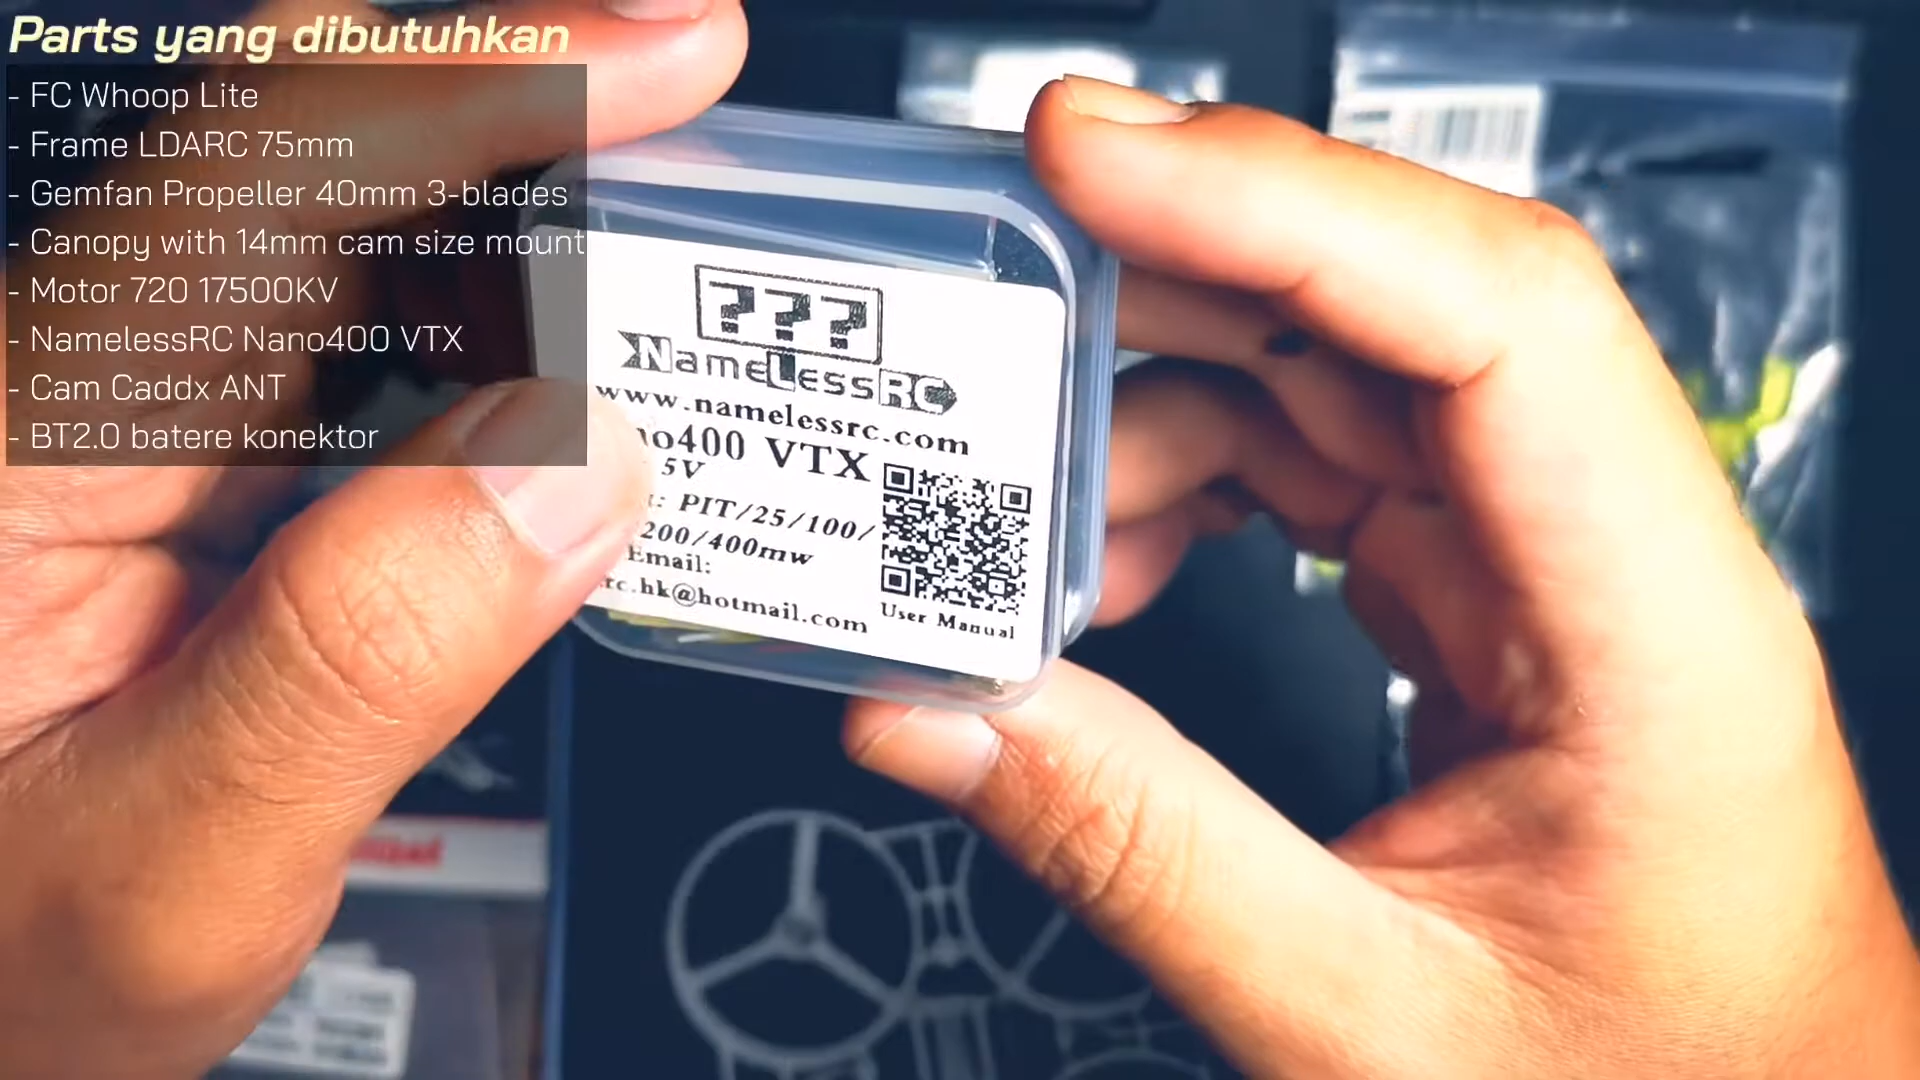 Parts yang dibutuhkan
- FC Whoop Lite
- Frame LDARC 75mm
- Gemfan Propeller 40mm 3-blades
- Canopy with 14mm cam size mount
- Motor 720 17500KV
- NamelessRC Nano400 VTX
- Cam Caddx ANT
- BT2.0 batere konektor
???
NameLessRC
www.namelessrc.com
no400 VTX
5V
: PIT/25/100/
200/400mw
Email:
rc.hk@hotmail.com
User Manual